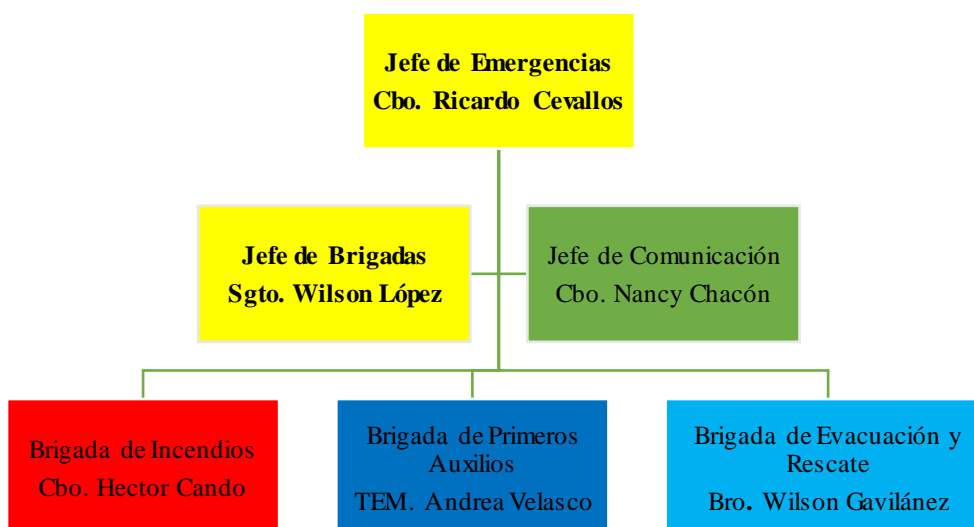 Jefe de Emergencias
Cbo. Ricardo Cevallos
Jefe de Brigadas
Sgto. Wilson López
Jefe de Comunicación
Cbo. Nancy Chacón
Brigada de Incendios
Cbo. Hector Cando
Brigada de Primeros
Auxilios
TEM. Andrea Velasco
Brigada de Evacuación y
Rescate
Bro. Wilson Gavilánez